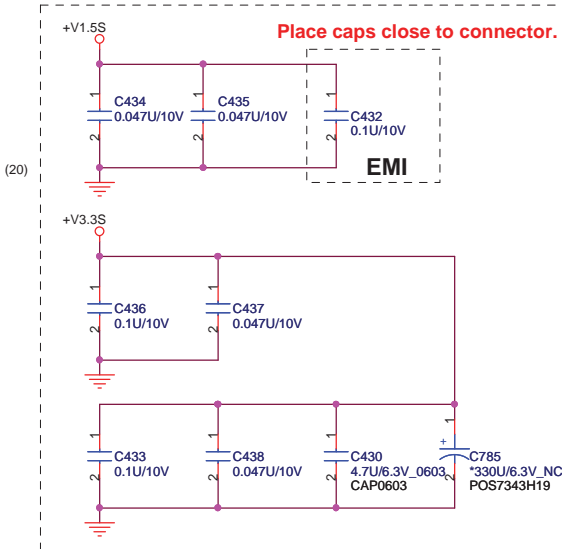 +V1.5S
Place caps close to connector.
1
1
1
C434
C435
C432
0.047U/10V
0.047U/10V
0.1U/10V
2
2
2
EMI
(20)
+V3.3S
1
1
C436
C437
0.1U/10V
0.047U/10V
2
2
1
1
1
1
+
C433
C438
C430
C785
0.1U/10V
0.047U/10V
4.7U/6.3V_0603
*330U/6.3V_NC
CAP0603
POS7343H19
2
2
2
2